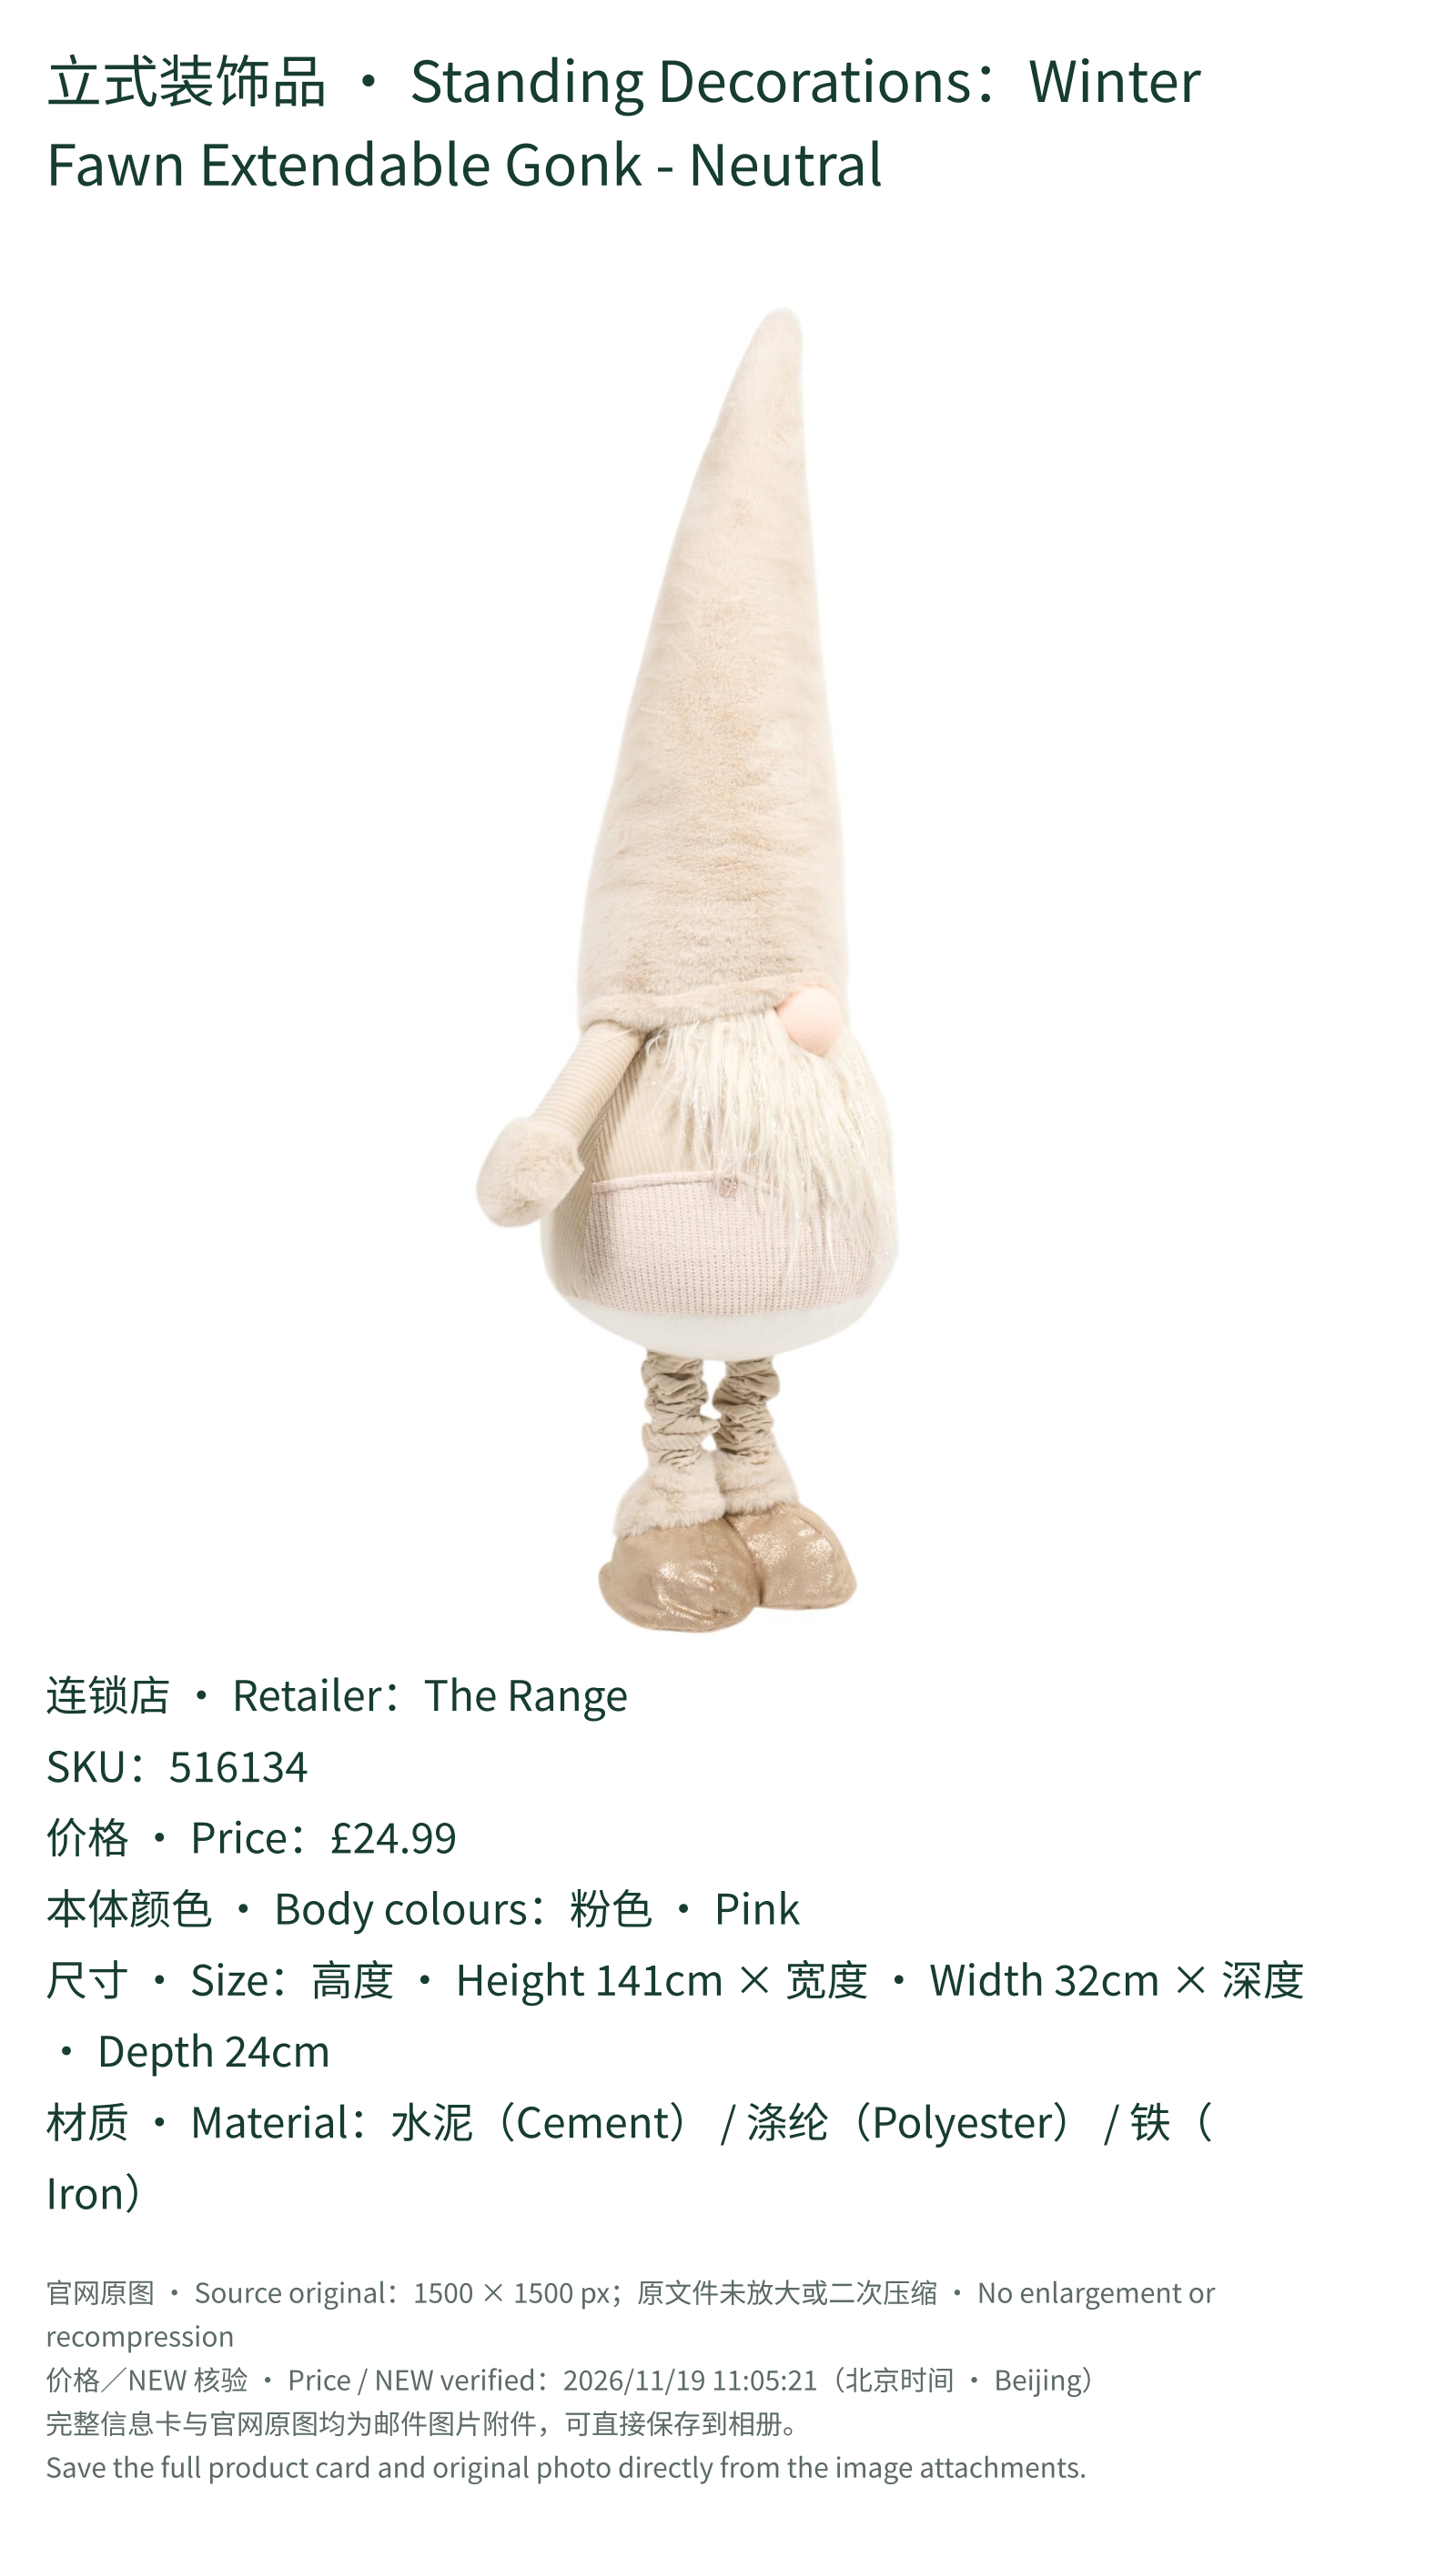 立式装饰品 · Standing Decorations：Winter
Fawn Extendable Gonk - Neutral
连锁店 · Retailer：The Range
SKU：516134
价格 · Price：£24.99
本体颜色 · Body colours：粉色 · Pink
尺寸 · Size：高度 · Height 141cm × 宽度 · Width 32cm × 深度
· Depth 24cm
材质 · Material：水泥（Cement） / 涤纶（Polyester） / 铁（
Iron）
官网原图 · Source original：1500 × 1500 px；原文件未放大或二次压缩 · No enlargement or
recompression
价格／NEW 核验 · Price / NEW verified：2026/11/19 11:05:21（北京时间 · Beijing）
完整信息卡与官网原图均为邮件图片附件，可直接保存到相册。
Save the full product card and original photo directly from the image attachments.